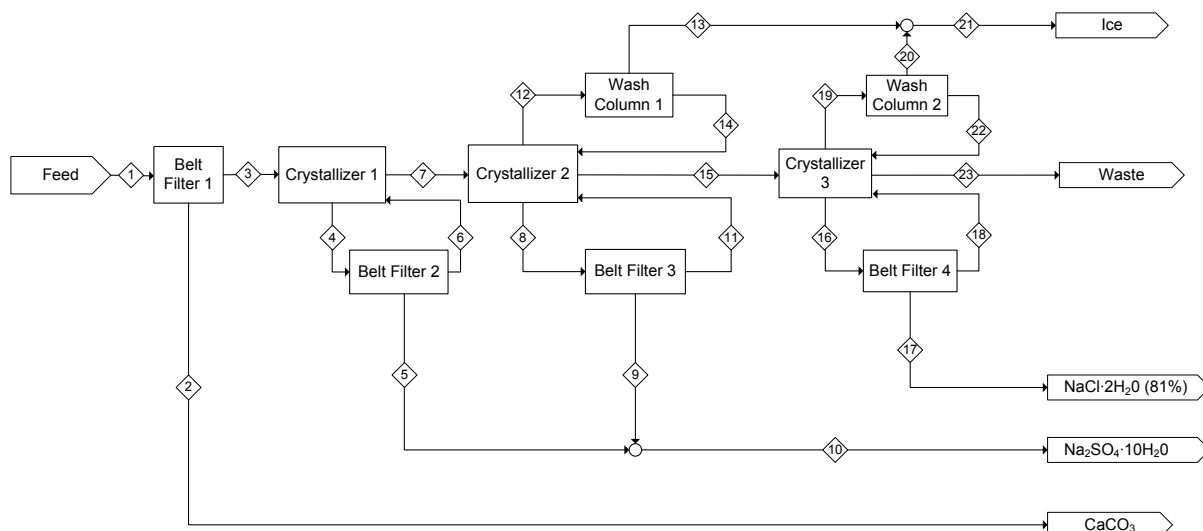 13
21
Ice
20
12
Wash
Column 1
19
Wash
Column 2
14
22
Feed
1
Belt
Filter 1
3
Crystallizer 1
7
Crystallizer 2
15
Crystallizer
3
23
Waste
4
6
8
11
16
18
Belt Filter 2
Belt Filter 3
Belt Filter 4
17
2
5
9
NaCl·2H₂0 (81%)
10
Na₂SO₄·10H₂0
CaCO₃